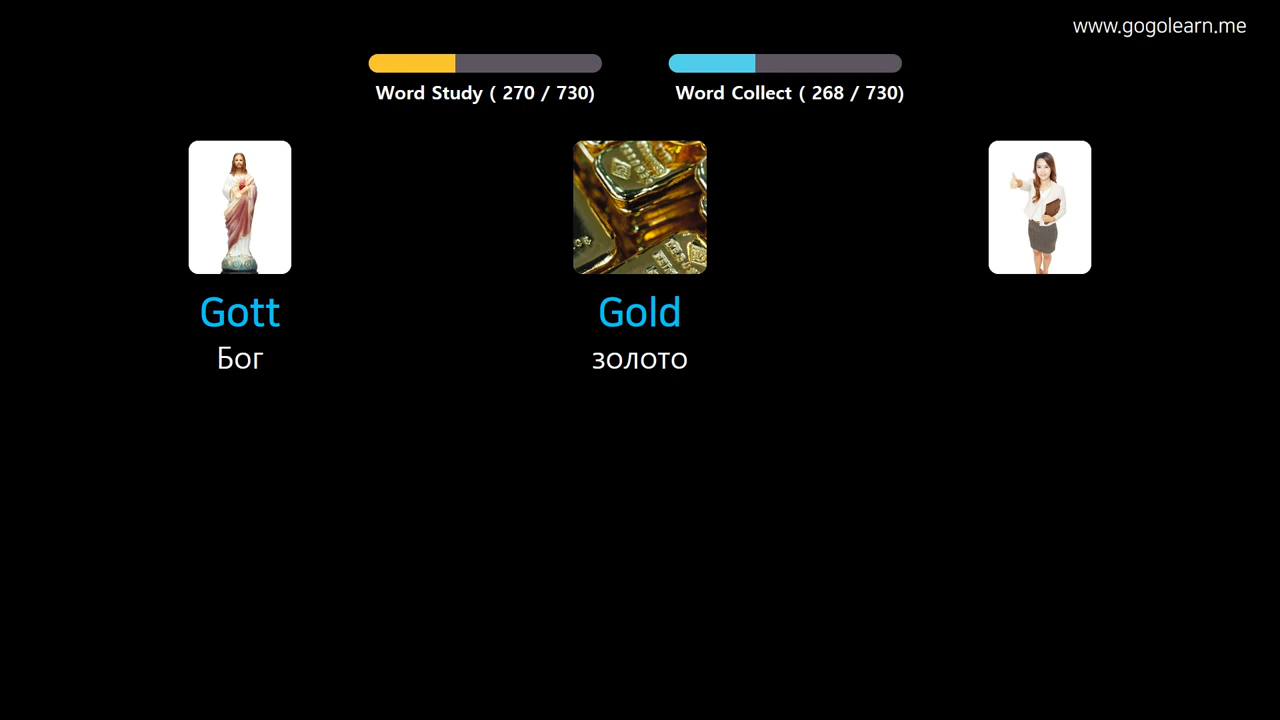 www.gogolearn.me
Word Study ( 270 / 730)
Word Collect ( 268 / 730)
Gott
Бог
Gold
золото